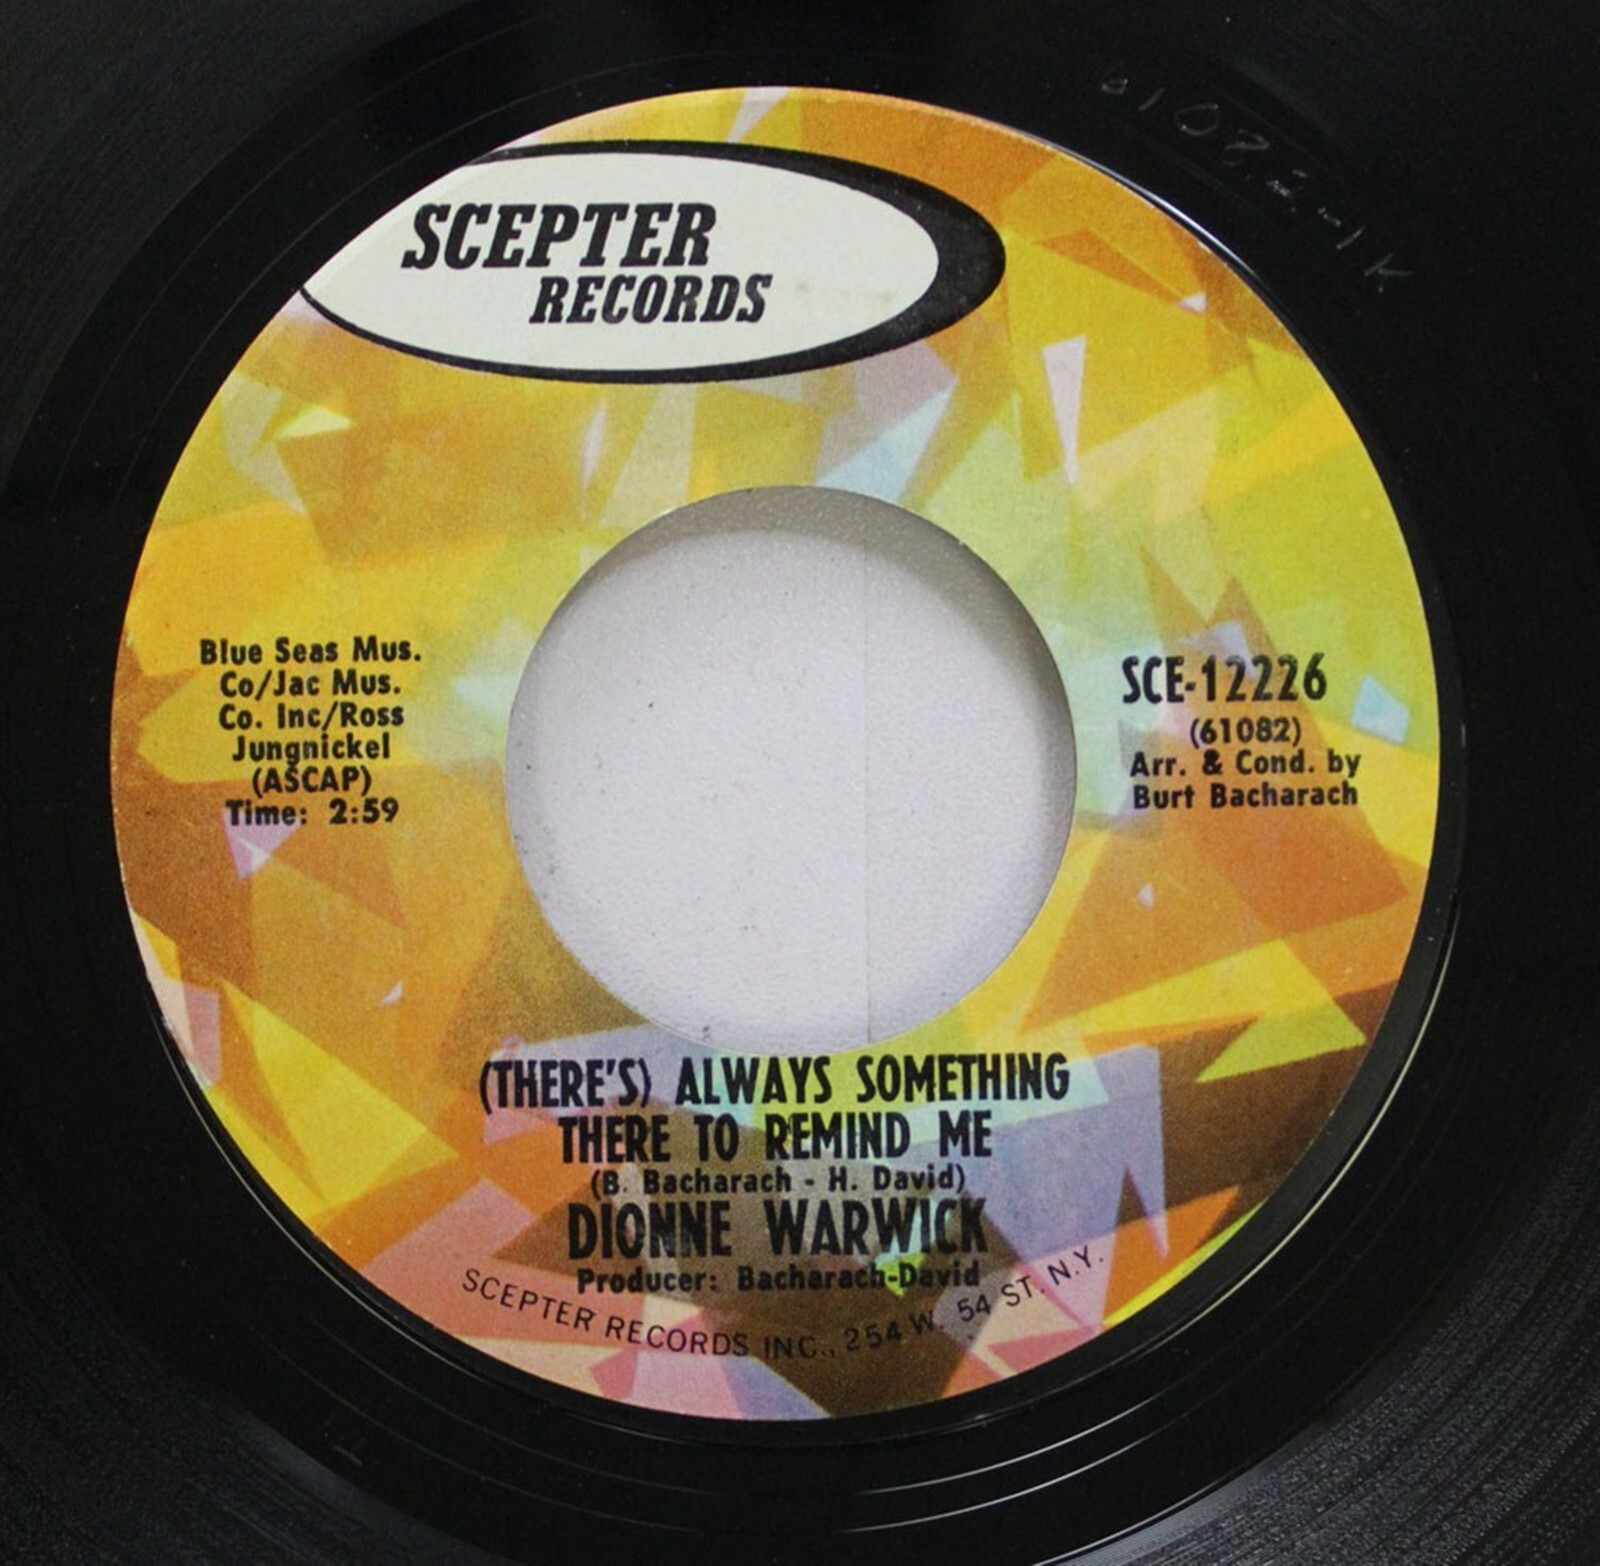 SCEPTER
RECORDS
Blue Seas Mus.
Co/Jac Mus.
Co. Inc/Ross
Jungnickel
(ASCAP)
Time: 2:59
SCE-12226
(61082)
Arr. & Cond. by
Burt Bacharach
(THERE'S) ALWAYS SOMETHING
THERE TO REMIND ME
(B. Bacharach - H. David)
DIONNE WARWICK
Producer: Bacharach-David
SCEPTER RECORDS INC., 254 W. 54 ST. N.Y.